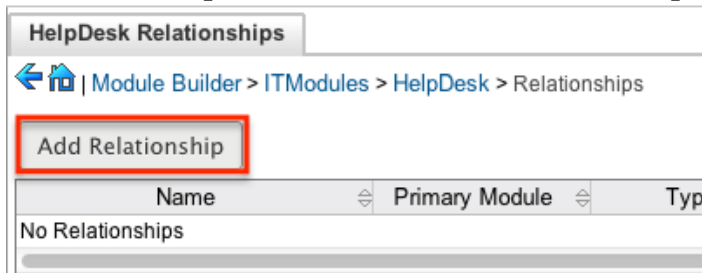 HelpDesk Relationships
| Module Builder > ITModules > HelpDesk > Relationships
Add Relationship
Name Primary Module
No Relationships